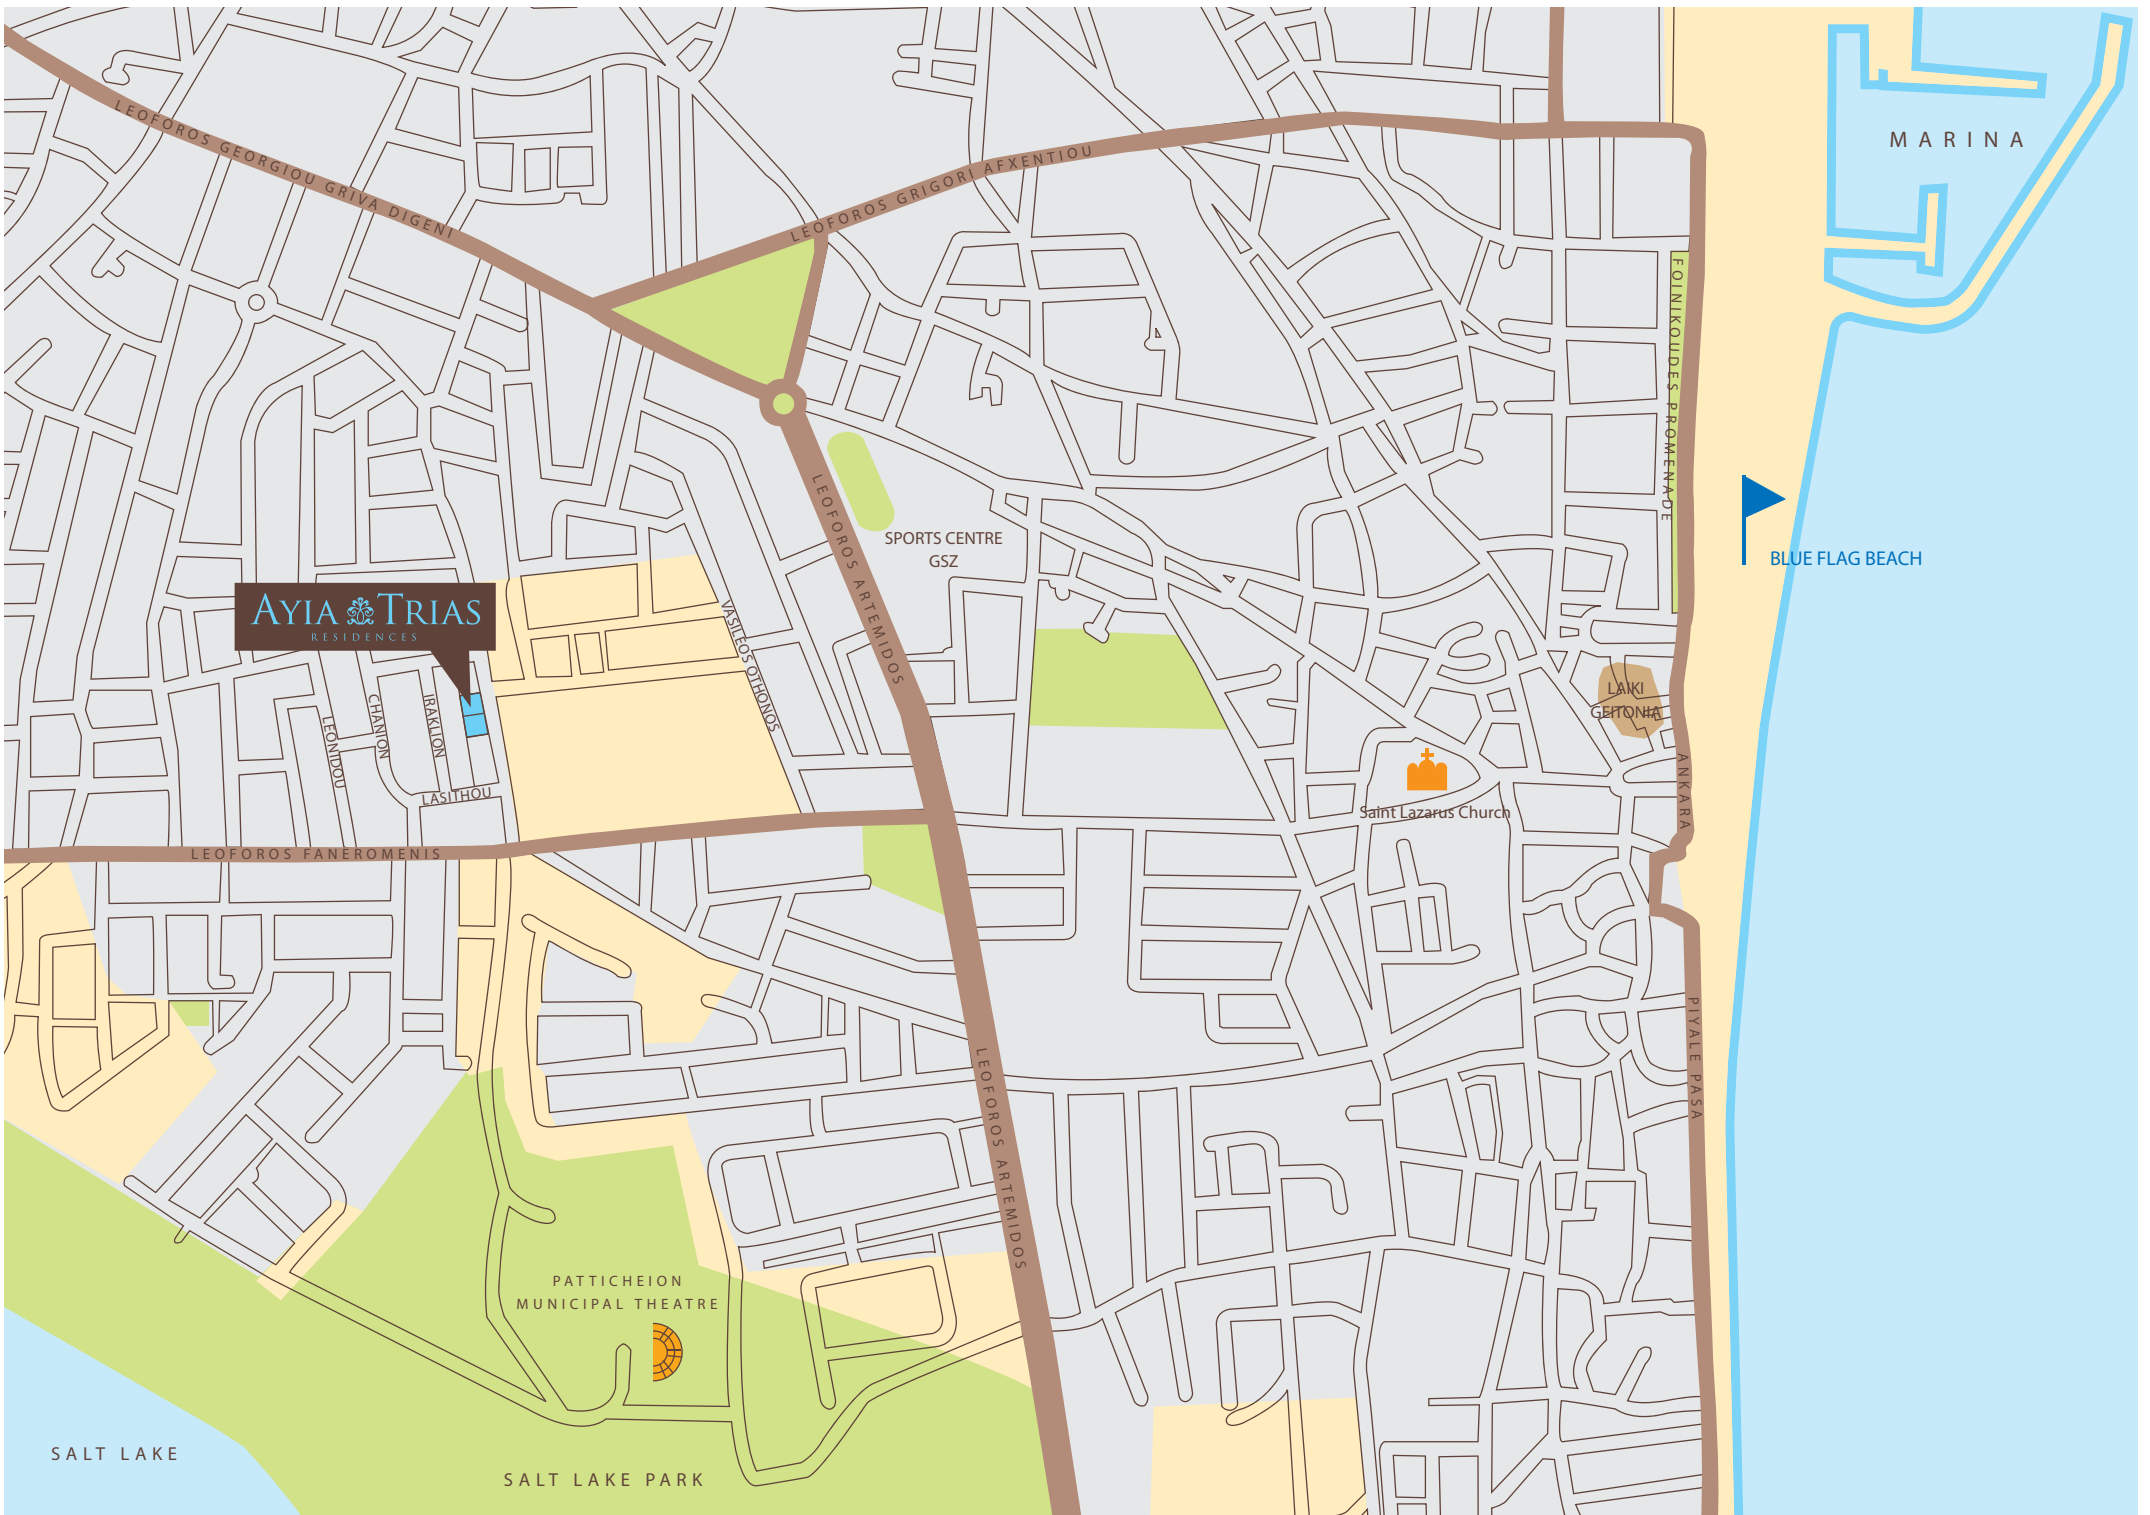 MARINA
LEOFOROS GEORGIOU GRIVA DIGENI
LEOFOROS GRIGORI AFXENTIOU
FOINIKOUDES PROMENADE
LEOFOROS ARTEMIDOS
SPORTS CENTRE
GSZ
BLUE FLAG BEACH
AYIA TRIAS
RESIDENCES
VASILEOS OTHONOS
LAIKI
GEITONIA
LEONIDOU
CHANION
IRAKLION
LASITHOU
ANKARA
Saint Lazarus Church
LEOFOROS FANEROMENIS
PIYALE PASA
LEOFOROS ARTEMIDOS
PATTICHEION
MUNICIPAL THEATRE
SALT LAKE
SALT LAKE PARK